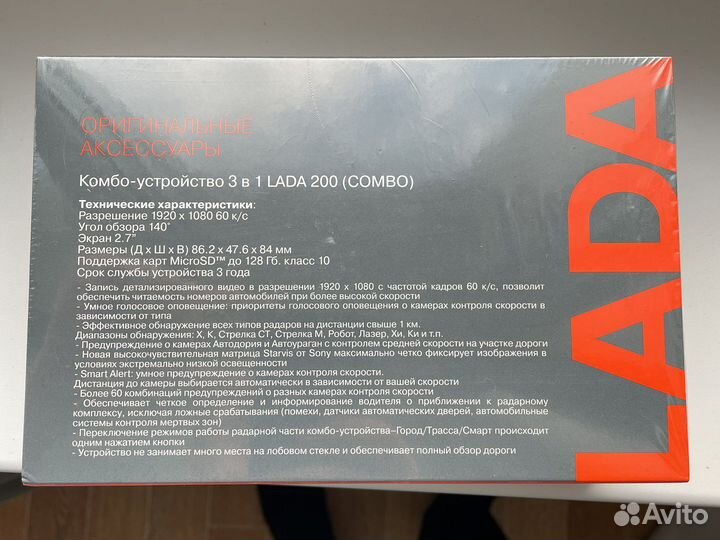 ОРИГИНАЛЬНЫЕ
АКСЕССУАРЫ
Комбо-устройство 3 в 1 LADA 200 (COMBO)
Технические характеристики:
Разрешение 1920 х 1080 60 к/с
Угол обзора 140°
Экран 2.7”
Размеры (Д х Ш х В) 86.2 х 47.6 х 84 мм
Поддержка карт MicroSD™ до 128 Гб. класс 10
Срок службы устройства 3 года
- Запись детализированного видео в разрешении 1920 х 1080 с частотой кадров 60 к/с, позволит
обеспечить читаемость номеров автомобилей при более высокой скорости
- Умное голосовое оповещение: приоритеты голосового оповещения о камерах контроля скорости в
зависимости от типа
- Эффективное обнаружение всех типов радаров на дистанции свыше 1 км.
Диапазоны обнаружения: Х, К, Стрелка СТ, Стрелка М, Робот, Лазер, Хи, Ки и т.п.
- Предупреждение о камерах Автодория и Автоураган с контролем средней скорости на участке дороги
- Новая высокочувствительная матрица Starvis от Sony максимально четко фиксирует изображения в
условиях экстремально низкой освещенности
- Smart Alert: умное предупреждение о камерах контроля скорости.
Дистанция до камеры выбирается автоматически в зависимости от вашей скорости
- Более 60 комбинаций предупреждений о разных камерах контроля скорости
- Обеспечивает четкое определение и информирование водителя о приближении к радарному
комплексу, исключая ложные срабатывания (помехи, датчики автоматических дверей, автомобильные
системы контроля мертвых зон)
- Переключение режимов работы радарной части комбо-устройства–Город/Трасса/Смарт происходит
одним нажатием кнопки
- Устройство не занимает много места на лобовом стекле и обеспечивает полный обзор дороги
LADA
Avito